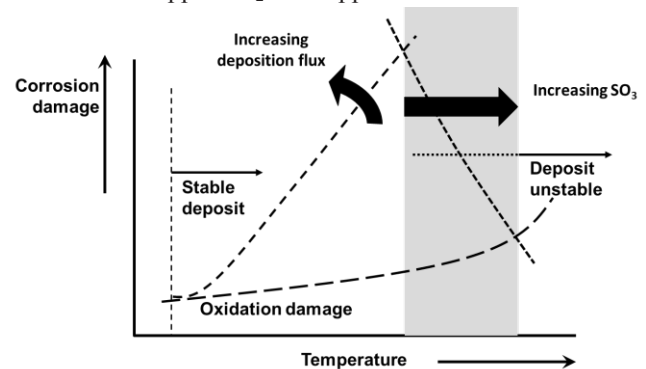 Increasing
deposition flux
Corrosion
damage
Increasing SO₃
Stable
deposit
Deposit
unstable
Oxidation damage
Temperature